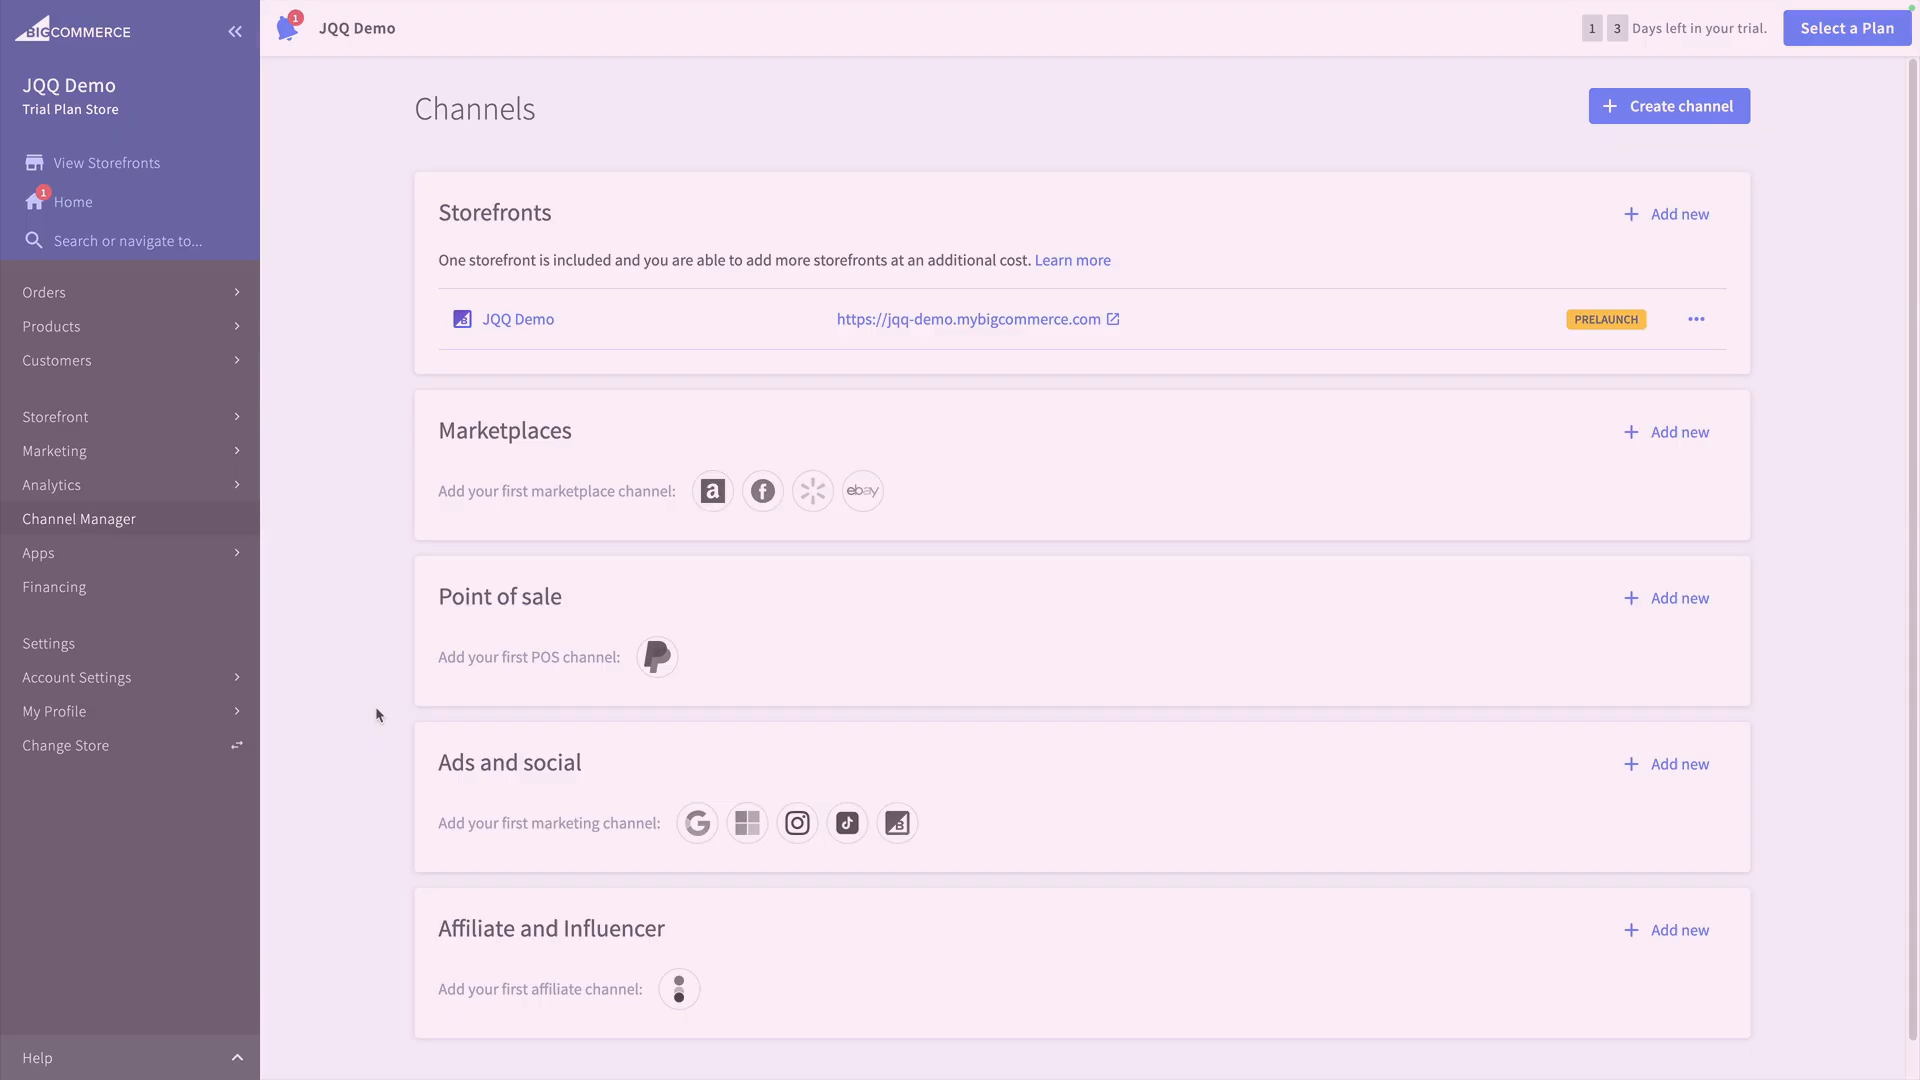 BIGCOMMERCE
JQQ Demo
Trial Plan Store
View Storefronts
1
Home
Search or navigate to...
Orders
Products
Customers
Storefront
Marketing
Analytics
Channel Manager
Apps
Financing
Settings
Account Settings
My Profile
Change Store
Help
1
JQQ Demo
1 3 Days left in your trial.
Select a Plan
Channels
Create channel
Storefronts
Add new
One storefront is included and you are able to add more storefronts at an additional cost. Learn more
JQQ Demo
https://jqq-demo.mybigcommerce.com
PRELAUNCH
Marketplaces
Add new
Add your first marketplace channel:
ebay
Point of sale
Add new
Add your first POS channel:
Ads and social
Add new
Add your first marketing channel:
Affiliate and Influencer
Add new
Add your first affiliate channel: